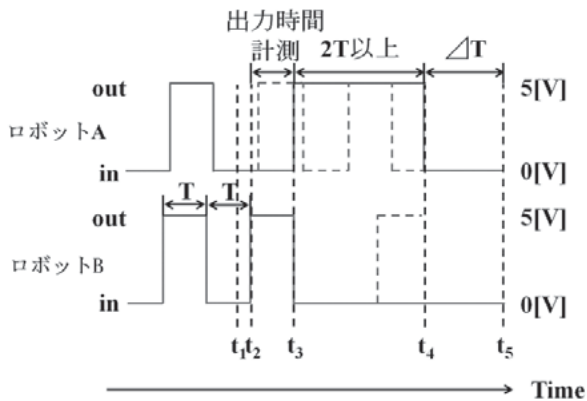 出力時間
計測 2T以上 ⊿T
out 5[V]
ロボットA
in 0[V]
T T
out 5[V]
ロボットB
in 0[V]
t1 t2 t3 t4 t5
Time